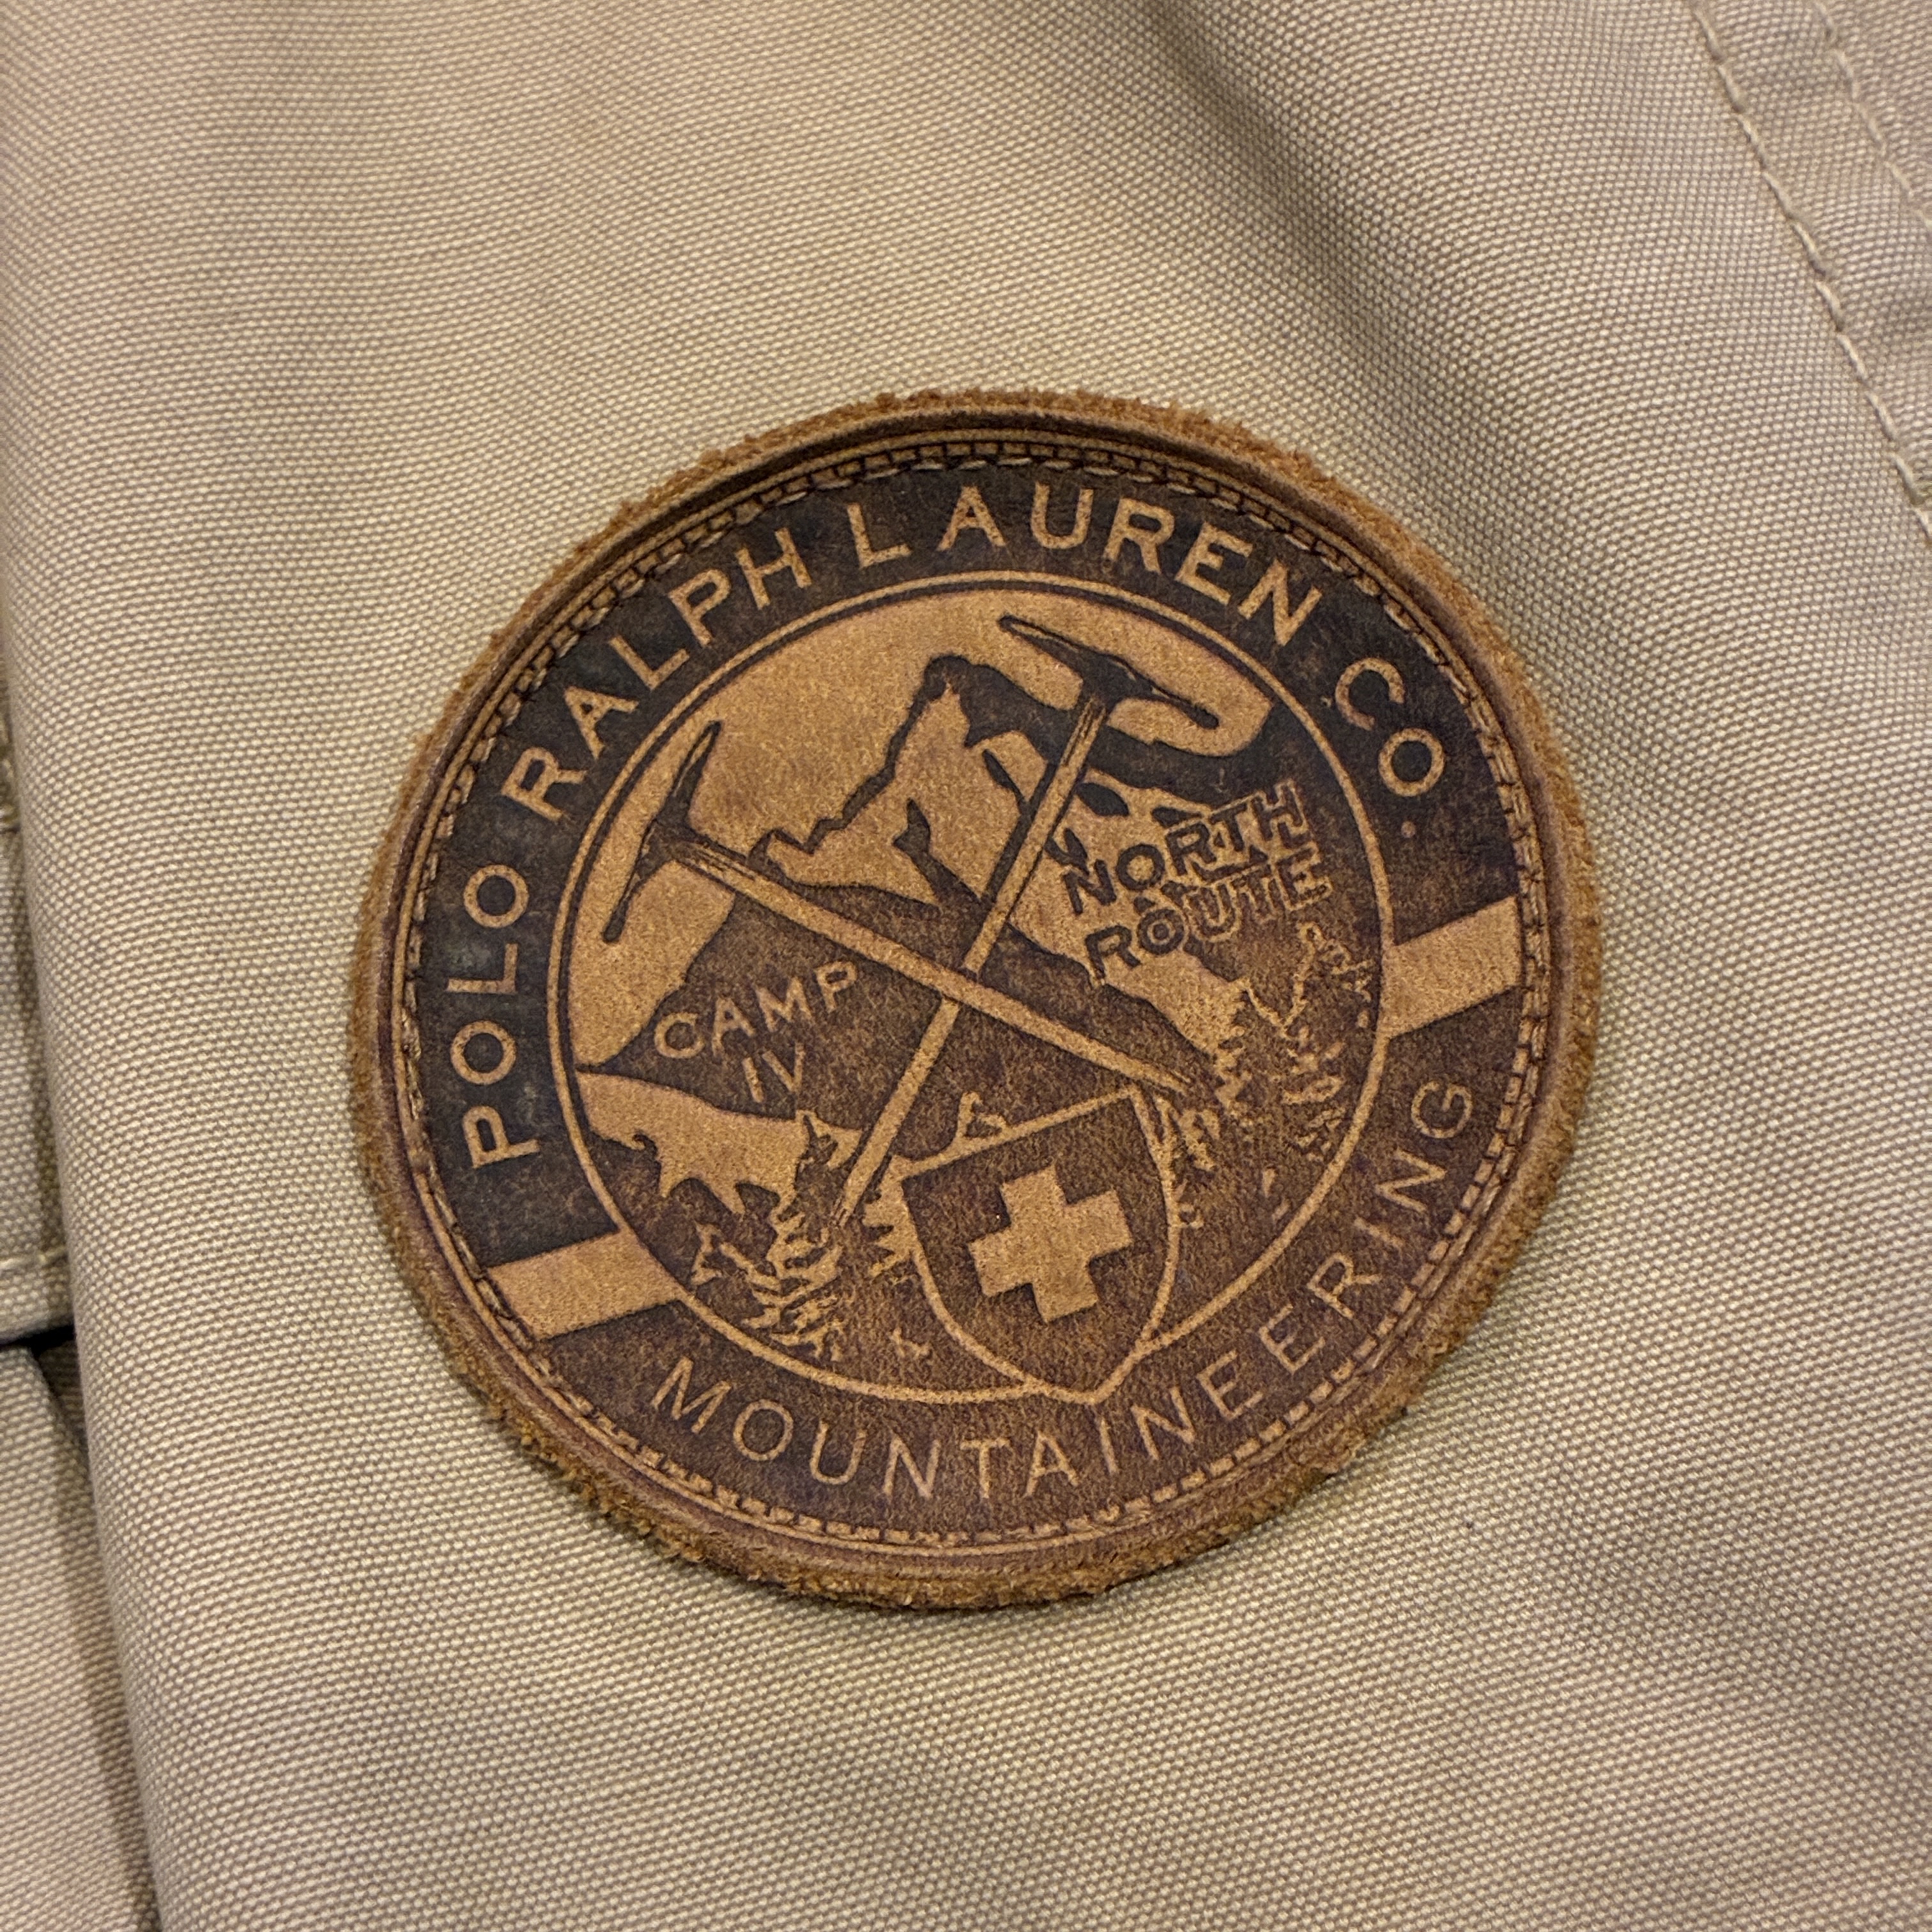 POLO RALPH LAUREN CO.
NORTH
ROUTE
CAMP
IV
MOUNTAINEERING